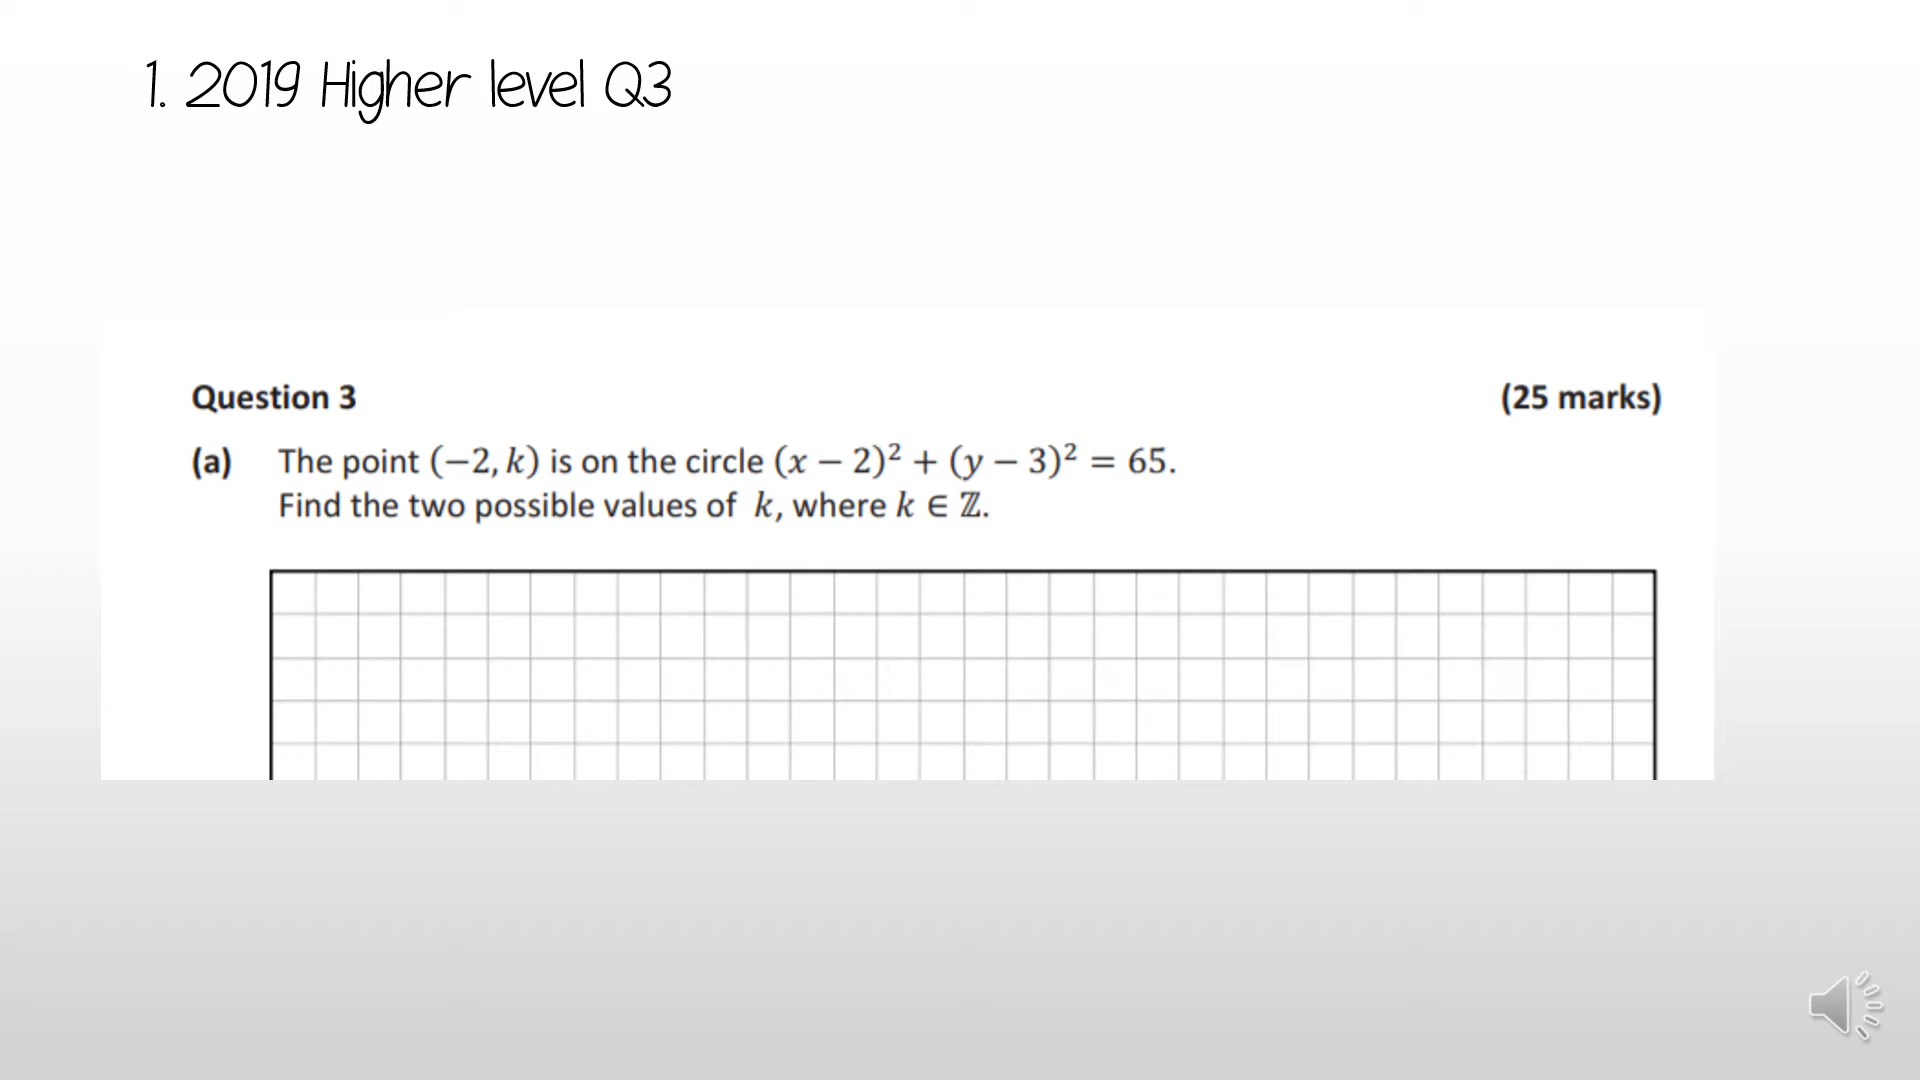 1. 2019 Higher level Q3
Question 3 (25 marks)
(a) The point (−2, k) is on the circle (x − 2)² + (y − 3)² = 65.
Find the two possible values of k, where k ∈ ℤ.